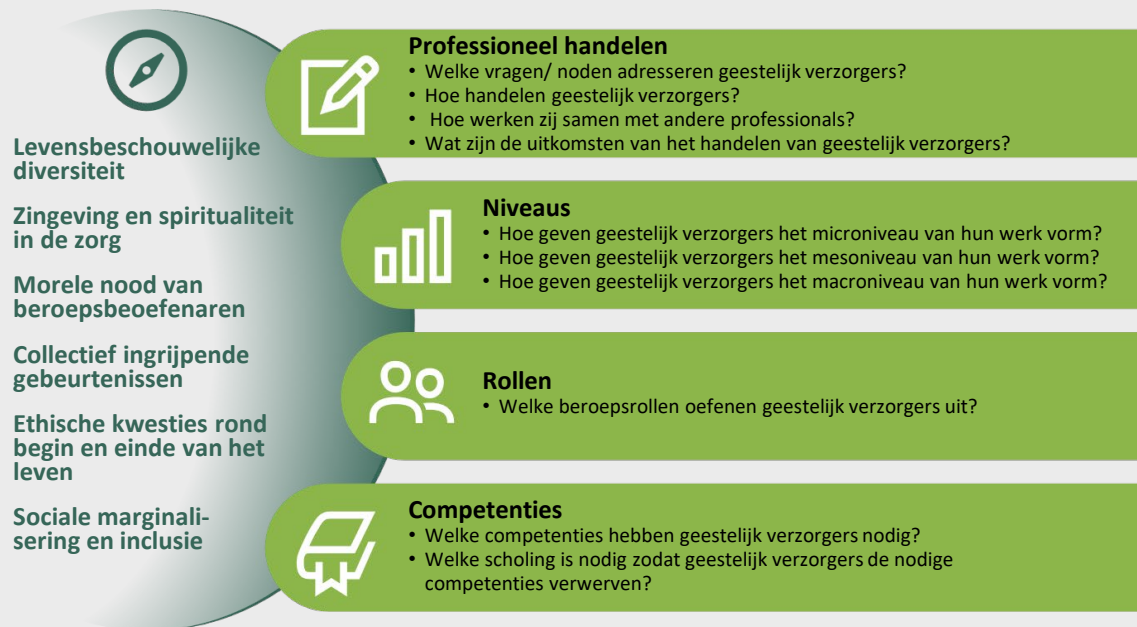 Levensbeschouwelijke
diversiteit
Zingeving en spiritualiteit
in de zorg
Morele nood van
beroepsbeoefenaren
Collectief ingrijpende
gebeurtenissen
Ethische kwesties rond
begin en einde van het
leven
Sociale marginali-
sering en inclusie
Professioneel handelen
• Welke vragen/ noden adresseren geestelijk verzorgers?
• Hoe handelen geestelijk verzorgers?
• Hoe werken zij samen met andere professionals?
• Wat zijn de uitkomsten van het handelen van geestelijk verzorgers?
Niveaus
• Hoe geven geestelijk verzorgers het microniveau van hun werk vorm?
• Hoe geven geestelijk verzorgers het mesoniveau van hun werk vorm?
• Hoe geven geestelijk verzorgers het macroniveau van hun werk vorm?
Rollen
• Welke beroepsrollen oefenen geestelijk verzorgers uit?
Competenties
• Welke competenties hebben geestelijk verzorgers nodig?
• Welke scholing is nodig zodat geestelijk verzorgers de nodige
competenties verwerven?